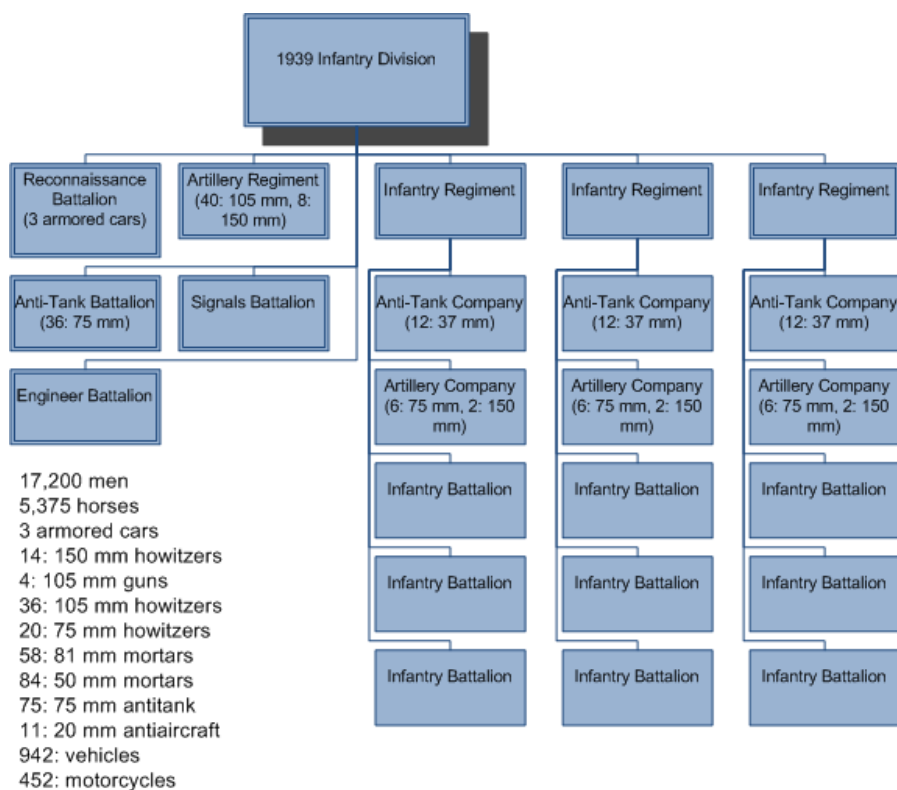 1939 Infantry Division
Reconnaissance
Battalion
(3 armored cars)
Artillery Regiment
(40: 105 mm, 8:
150 mm)
Infantry Regiment
Infantry Regiment
Infantry Regiment
Anti-Tank Battalion
(36: 75 mm)
Signals Battalion
Anti-Tank Company
(12: 37 mm)
Anti-Tank Company
(12: 37 mm)
Anti-Tank Company
(12: 37 mm)
Engineer Battalion
Artillery Company
(6: 75 mm, 2: 150
mm)
Artillery Company
(6: 75 mm, 2: 150
mm)
Artillery Company
(6: 75 mm, 2: 150
mm)
Infantry Battalion
Infantry Battalion
Infantry Battalion
Infantry Battalion
Infantry Battalion
Infantry Battalion
Infantry Battalion
Infantry Battalion
Infantry Battalion
17,200 men
5,375 horses
3 armored cars
14: 150 mm howitzers
4: 105 mm guns
36: 105 mm howitzers
20: 75 mm howitzers
58: 81 mm mortars
84: 50 mm mortars
75: 75 mm antitank
11: 20 mm antiaircraft
942: vehicles
452: motorcycles